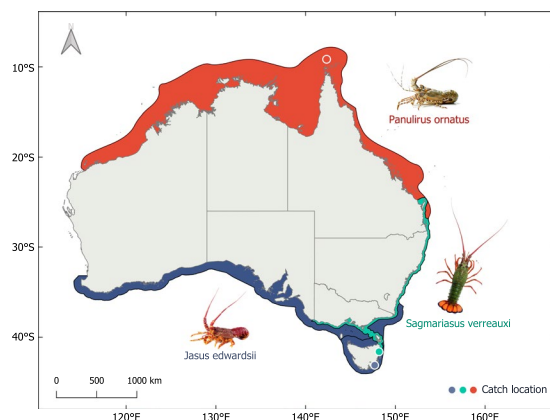 N
10°S
Panulirus ornatus
20°S
30°S
Sagmariasus verreauxi
40°S
Jasus edwardsii
0 500 1000 km
Catch location
120°E 130°E 140°E 150°E 160°E